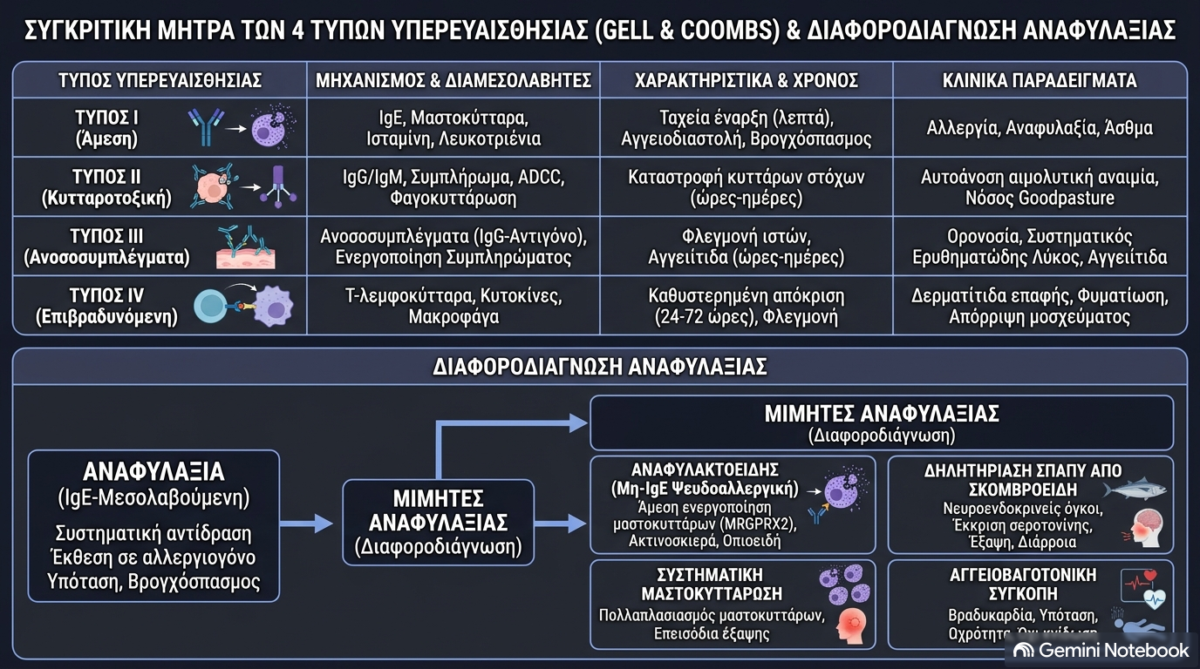 ΣΥΓΚΡΙΤΙΚΗ ΜΗΤΡΑ ΤΩΝ 4 ΤΥΠΩΝ ΥΠΕΡΕΥΑΙΣΘΗΣΙΑΣ (GELL & COOMBS) & ΔΙΑΦΟΡΟΔΙΑΓΝΩΣΗ ΑΝΑΦΥΛΑΞΙΑΣ
ΤΥΠΟΣ ΥΠΕΡΕΥΑΙΣΘΗΣΙΑΣ
ΜΗΧΑΝΙΣΜΟΣ & ΔΙΑΜΕΣΟΛΑΒΗΤΕΣ
ΧΑΡΑΚΤΗΡΙΣΤΙΚΑ & ΧΡΟΝΟΣ
ΚΛΙΝΙΚΑ ΠΑΡΑΔΕΙΓΜΑΤΑ
ΤΥΠΟΣ Ι
(Άμεση)
IgE, Μαστοκύτταρα,
Ισταμίνη, Λευκοτριένια
Ταχεία έναρξη (λεπτά),
Αγγειοδιαστολή, Βρογχόσπασμος
Αλλεργία, Αναφυλαξία, Άσθμα
ΤΥΠΟΣ ΙΙ
(Κυτταροτοξική)
IgG/IgM, Συμπλήρωμα, ADCC,
Φαγοκυττάρωση
Καταστροφή κυττάρων στόχων
(ώρες-ημέρες)
Αυτοάνοση αιμολυτική αναιμία,
Νόσος Goodpasture
ΤΥΠΟΣ ΙΙΙ
(Ανοσοσυμπλέγματα)
Ανοσοσυμπλέγματα (IgG-Αντιγόνο),
Ενεργοποίηση Συμπληρώματος
Φλεγμονή ιστών,
Αγγειίτιδα (ώρες-ημέρες)
Ορονοσία, Συστηματικός
Ερυθηματώδης Λύκος, Αγγειίτιδα
ΤΥΠΟΣ IV
(Επιβραδυνόμενη)
Τ-λεμφοκύτταρα, Κυτοκίνες,
Μακροφάγα
Καθυστερημένη απόκριση
(24-72 ώρες), Φλεγμονή
Δερματίτιδα επαφής, Φυματίωση,
Απόρριψη μοσχεύματος
ΔΙΑΦΟΡΟΔΙΑΓΝΩΣΗ ΑΝΑΦΥΛΑΞΙΑΣ
ΑΝΑΦΥΛΑΞΙΑ
(IgE-Μεσολαβούμενη)
Συστηματική αντίδραση
Έκθεση σε αλλεργιογόνο
Υπόταση, Βρογχόσπασμος
ΜΙΜΗΤΕΣ
ΑΝΑΦΥΛΑΞΙΑΣ
(Διαφοροδιάγνωση)
ΜΙΜΗΤΕΣ ΑΝΑΦΥΛΑΞΙΑΣ
(Διαφοροδιάγνωση)
ΑΝΑΦΥΛΑΚΤΟΕΙΔΗΣ
(Μη-IgE Ψευδοαλλεργική)
Άμεση ενεργοποίηση
μαστοκυττάρων (MRGPRX2),
Ακτινοσκιερά, Οπιοειδή
ΔΗΛΗΤΗΡΙΑΣΗ ΣΠΑΠΥ ΑΠΟ
ΣΚΟΜΒΡΟΕΙΔΗ
Νευροενδοκρινείς όγκοι,
Έκκριση σεροτονίνης,
Έξαψη, Διάρροια
ΣΥΣΤΗΜΑΤΙΚΗ
ΜΑΣΤΟΚΥΤΤΑΡΩΣΗ
Πολλαπλασιασμός μαστοκυττάρων,
Επεισόδια έξαψης
ΑΓΓΕΙΟΒΑΓΟΤΟΝΙΚΗ
ΣΥΓΚΟΠΗ
Βραδυκαρδία, Υπόταση,
Ωχρότητα,
Gemini Notebook